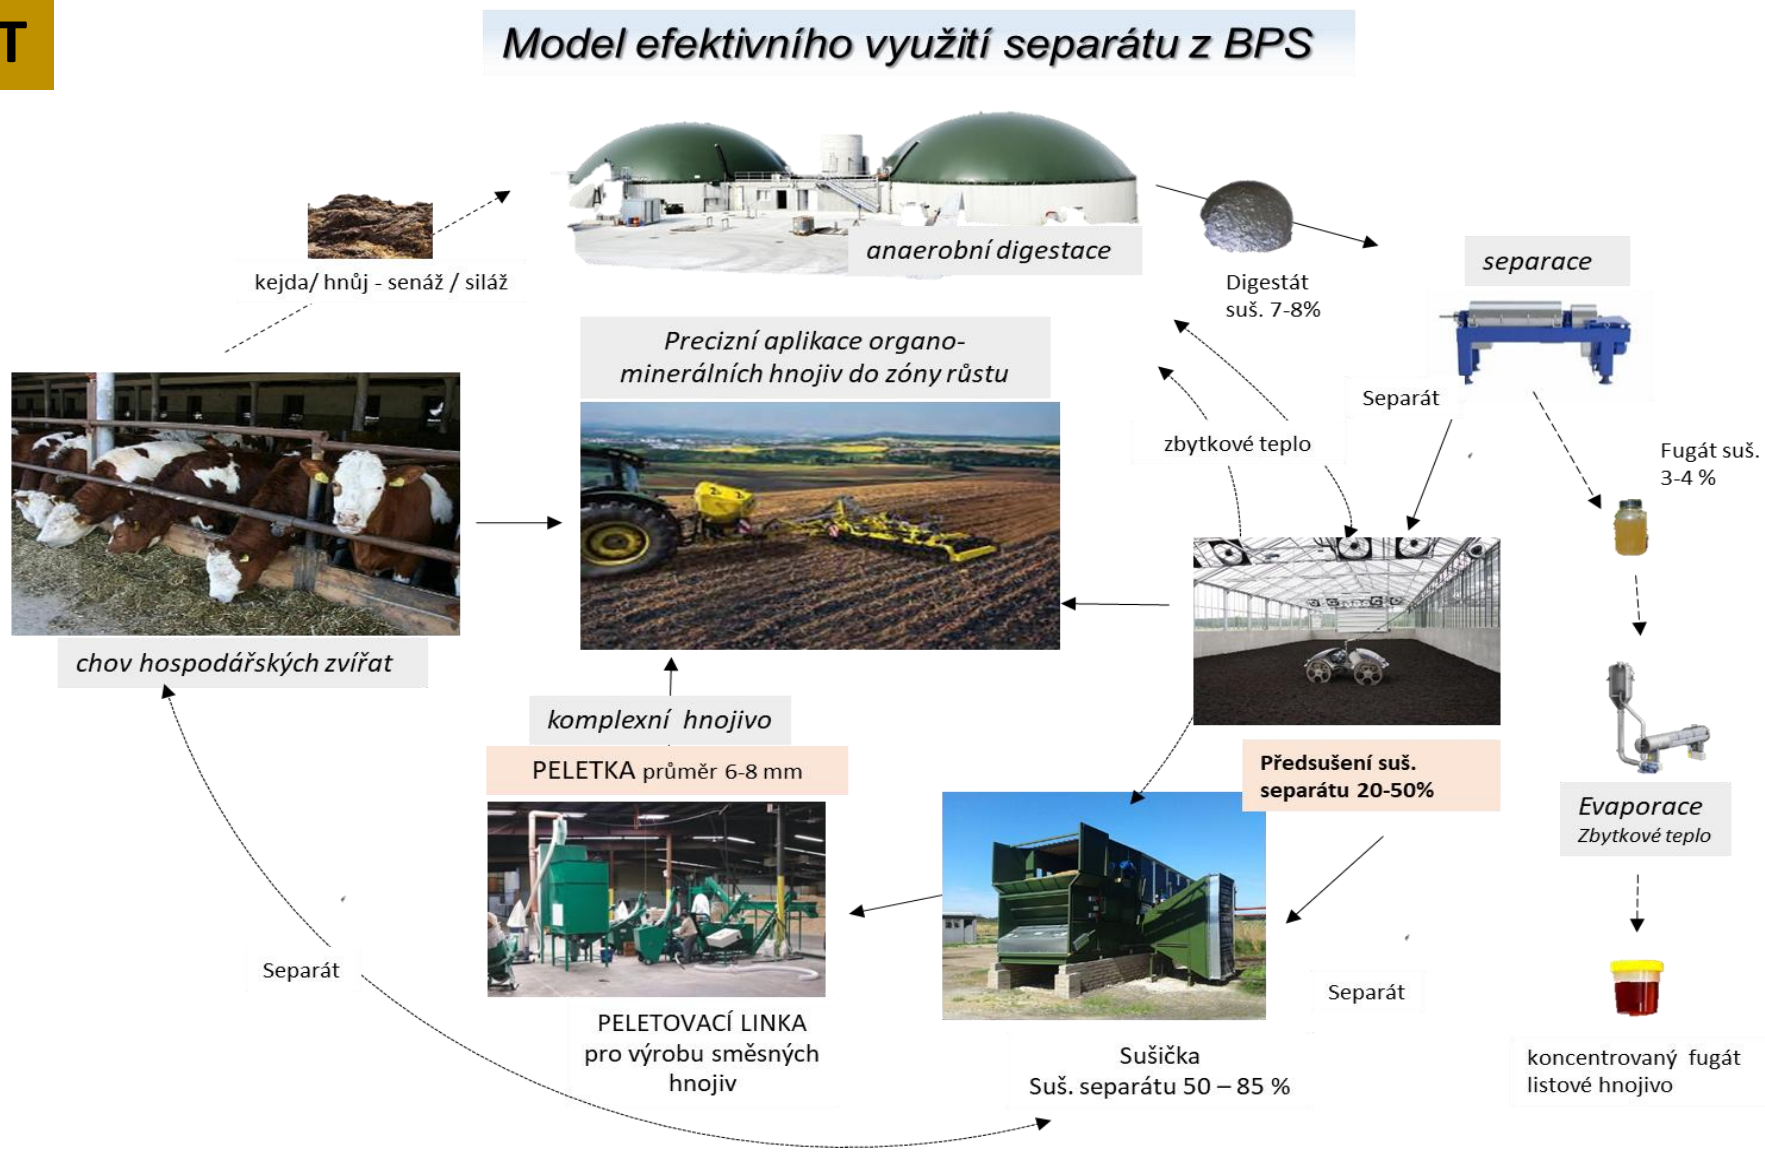 T
Model efektivního využití separátu z BPS
kejda/ hnůj - senáž / siláž
anaerobní digestace
Digestát
suš. 7-8%
separace
Precizní aplikace organo-
minerálních hnojiv do zóny růstu
Separát
zbytkové teplo
Fugát suš.
3-4 %
chov hospodářských zvířat
komplexní hnojivo
PELETKA průměr 6-8 mm
Předsušení suš.
separátu 20-50%
Evaporace
Zbytkové teplo
Separát
Separát
PELETOVACÍ LINKA
pro výrobu směsných
hnojiv
Sušička
Suš. separátu 50 – 85 %
koncentrovaný fugát
listové hnojivo